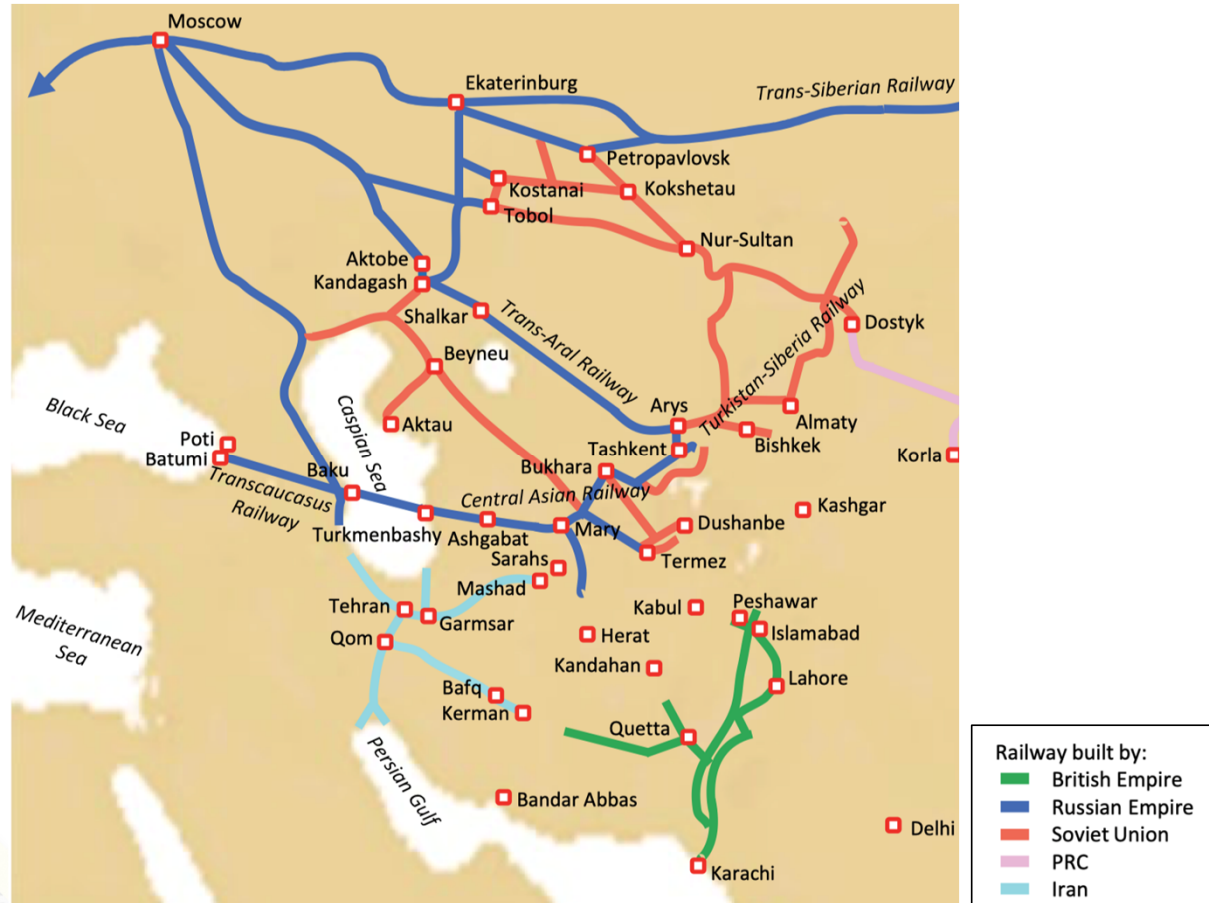 Moscow
Ekaterinburg
Trans-Siberian Railway
Petropavlovsk
Kostanai
Kokshetau
Tobol
Nur-Sultan
Aktobe
Kandagash
Shalkar
Trans-Aral Railway
Turkistan-Siberia Railway
Dostyk
Beyneu
Black Sea
Caspian Sea
Aktau
Arys
Almaty
Poti
Batumi
Tashkent
Bishkek
Korla
Transcaucasus
Railway
Baku
Bukhara
Central Asian Railway
Kashgar
Turkmenbashy
Ashgabat
Mary
Dushanbe
Sarahs
Termez
Mashad
Tehran
Garmsar
Kabul
Peshawar
Islamabad
Mediterranean
Sea
Qom
Herat
Kandahan
Lahore
Bafq
Kerman
Quetta
Persian Gulf
Bandar Abbas
Delhi
Karachi
Railway built by:
British Empire
Russian Empire
Soviet Union
PRC
Iran